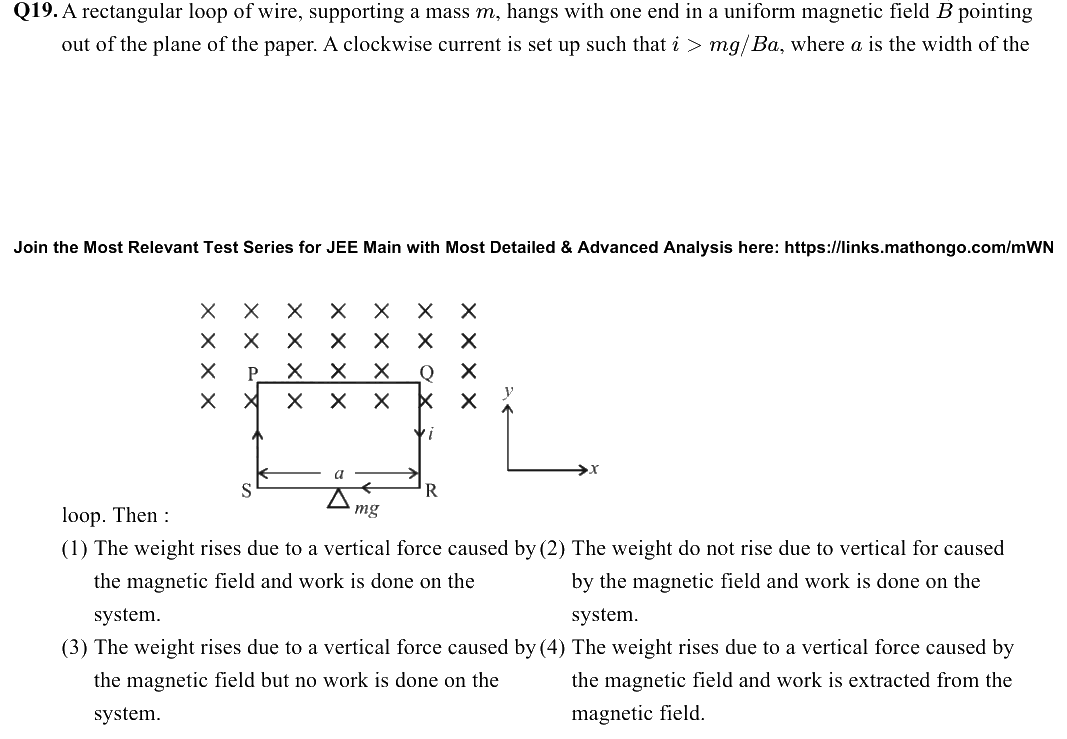 Q19. A rectangular loop of wire, supporting a mass m, hangs with one end in a uniform magnetic field B pointing
out of the plane of the paper. A clockwise current is set up such that i > mg/Ba, where a is the width of the
Join the Most Relevant Test Series for JEE Main with Most Detailed & Advanced Analysis here: https://links.mathongo.com/mWN
× × × × × × ×
× × × × × × ×
× P × × × Q ×
× × × × × × ×
y
i
x
a
S R
mg
loop. Then :
(1) The weight rises due to a vertical force caused by (2) The weight do not rise due to vertical for caused
the magnetic field and work is done on the by the magnetic field and work is done on the
system. system.
(3) The weight rises due to a vertical force caused by (4) The weight rises due to a vertical force caused by
the magnetic field but no work is done on the the magnetic field and work is extracted from the
system. magnetic field.